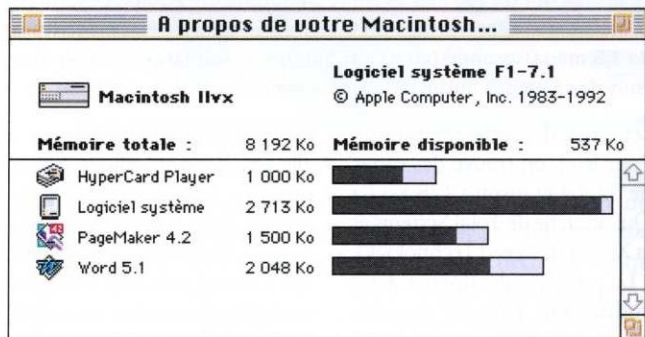 A propos de votre Macintosh...
Logiciel système F1-7.1
Macintosh IIvx
© Apple Computer, Inc. 1983-1992
Mémoire totale : 8 192 Ko Mémoire disponible : 537 Ko
HyperCard Player 1 000 Ko
Logiciel système 2 713 Ko
PageMaker 4.2 1 500 Ko
Word 5.1 2 048 Ko